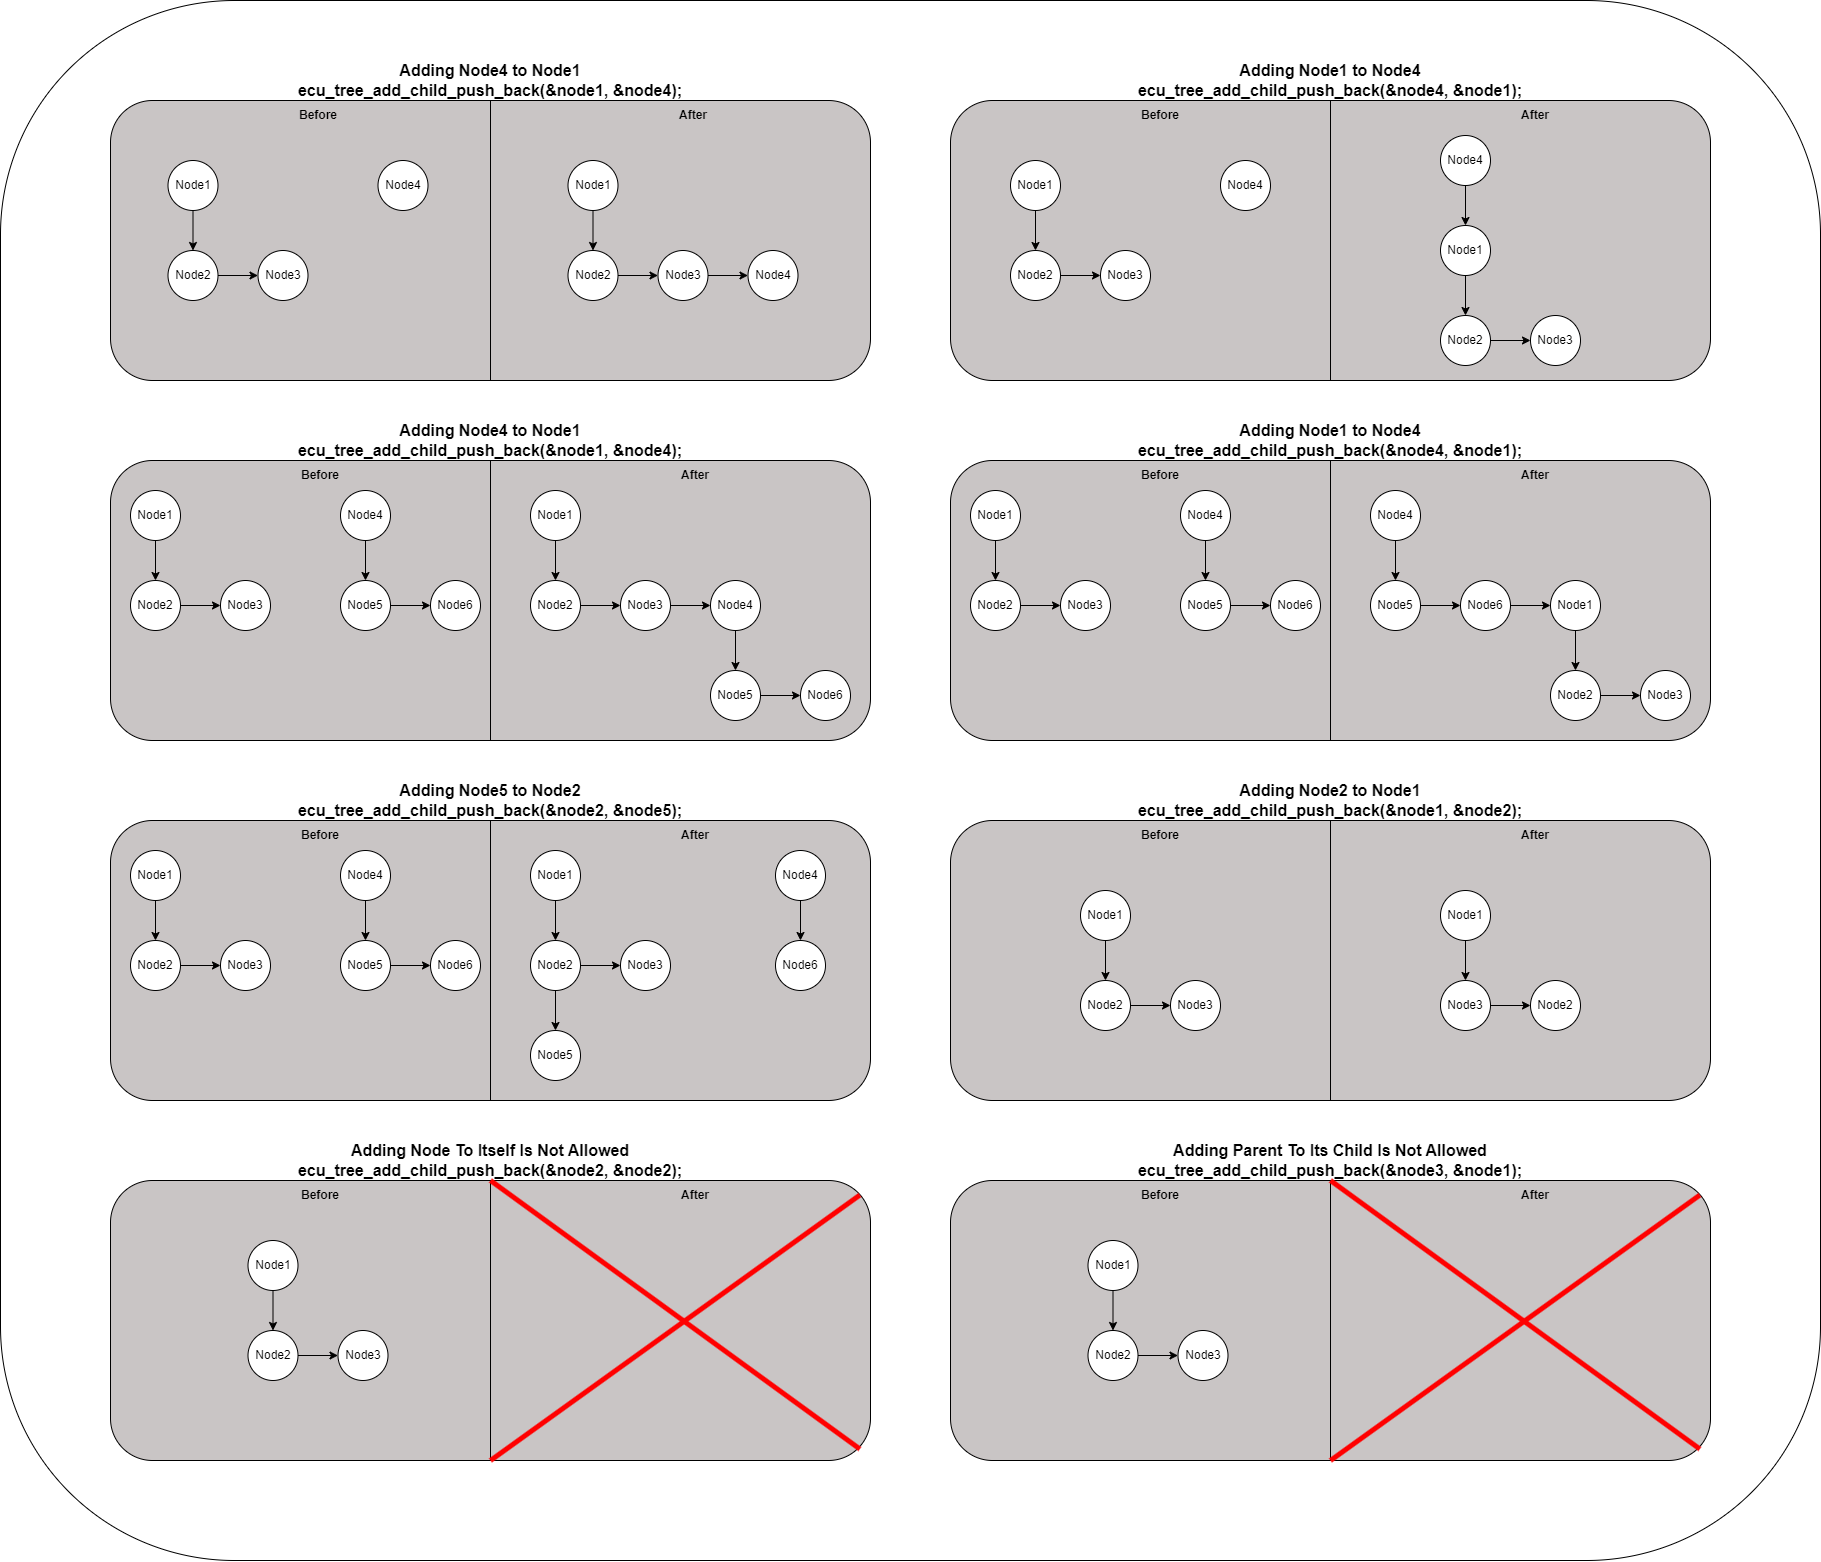 Adding Node4 to Node1
ecu_tree_add_child_push_back(&node1, &node4);
Before
After
Node1
Node4
Node2
Node3
Node1
Node2
Node3
Node4
Adding Node1 to Node4
ecu_tree_add_child_push_back(&node4, &node1);
Before
After
Node1
Node4
Node2
Node3
Node4
Node1
Node2
Node3
Adding Node4 to Node1
ecu_tree_add_child_push_back(&node1, &node4);
Before
After
Node1
Node4
Node2
Node3
Node5
Node6
Node1
Node2
Node3
Node4
Node5
Node6
Adding Node1 to Node4
ecu_tree_add_child_push_back(&node4, &node1);
Before
After
Node1
Node4
Node2
Node3
Node5
Node6
Node4
Node5
Node6
Node1
Node2
Node3
Adding Node5 to Node2
ecu_tree_add_child_push_back(&node2, &node5);
Before
After
Node1
Node4
Node2
Node3
Node5
Node6
Node1
Node4
Node2
Node3
Node6
Node5
Adding Node2 to Node1
ecu_tree_add_child_push_back(&node1, &node2);
Before
After
Node1
Node2
Node3
Node1
Node3
Node2
Adding Node To Itself Is Not Allowed
ecu_tree_add_child_push_back(&node2, &node2);
Before
After
Node1
Node2
Node3
Adding Parent To Its Child Is Not Allowed
ecu_tree_add_child_push_back(&node3, &node1);
Before
After
Node1
Node2
Node3